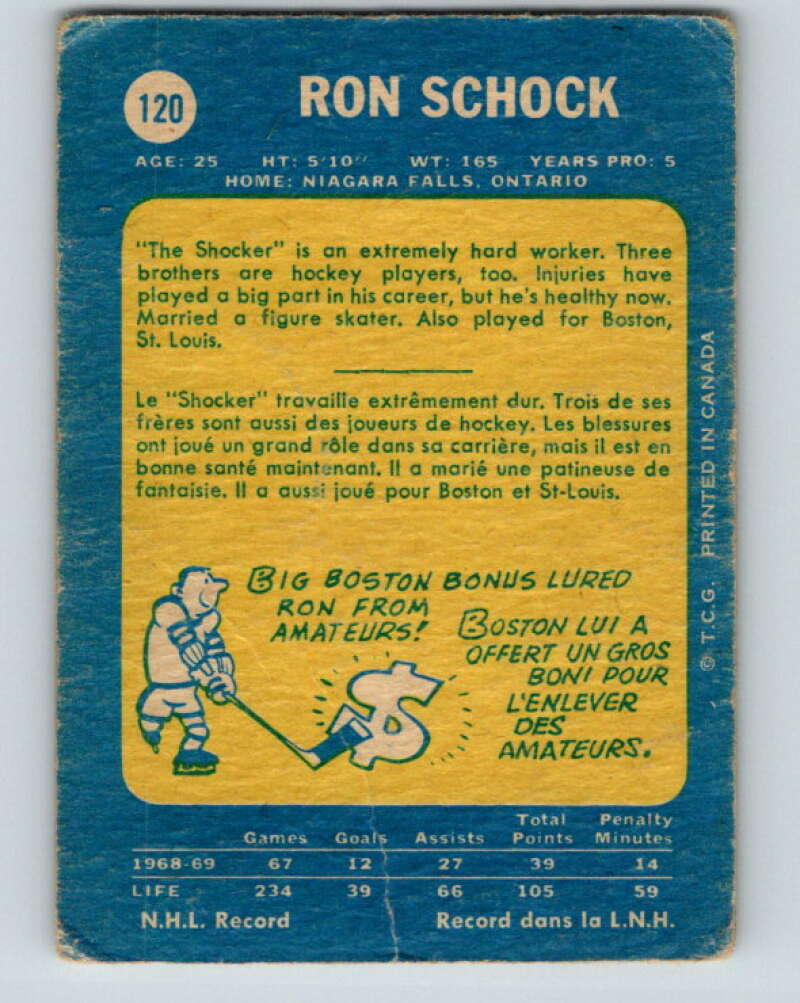 120
RON SCHOCK
AGE: 25 HT: 5'10" WT: 165 YEARS PRO: 5
HOME: NIAGARA FALLS, ONTARIO
"The Shocker" is an extremely hard worker. Three
brothers are hockey players, too. Injuries have
played a big part in his career, but he's healthy now.
Married a figure skater. Also played for Boston,
St. Louis.
Le "Shocker" travaille extrêmement dur. Trois de ses
frères sont aussi des joueurs de hockey. Les blessures
ont joué un grand rôle dans sa carrière, mais il est en
bonne santé maintenant. Il a marié une patineuse de
fantaisie. Il a aussi joué pour Boston et St-Louis.
BIG BOSTON BONUS LURED
RON FROM
AMATEURS!
BOSTON LUI A
OFFERT UN GROS
BONI POUR
L'ENLEVER
DES
AMATEURS.
$
© T.C.G. PRINTED IN CANADA
Total Penalty
Games Goals Assists Points Minutes
1968-69 67 12 27 39 14
LIFE 234 39 66 105 59
N.H.L. Record Record dans la L.N.H.